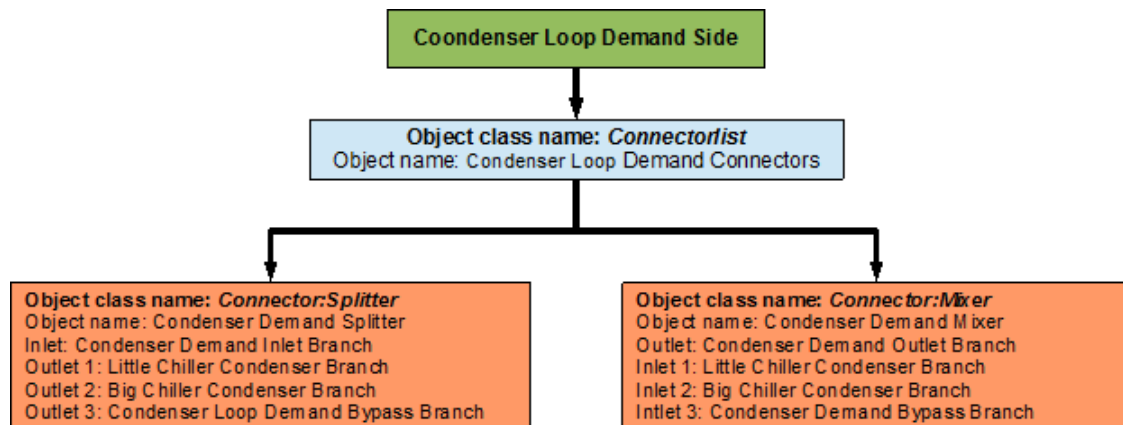 Coondenser Loop Demand Side
Object class name: Connectorlist
Object name: Condenser Loop Demand Connectors
Object class name: Connector:Splitter
Object name: Condenser Demand Splitter
Inlet: Condenser Demand Inlet Branch
Outlet 1: Little Chiller Condenser Branch
Outlet 2: Big Chiller Condenser Branch
Outlet 3: Condenser Loop Demand Bypass Branch
Object class name: Connector:Mixer
Object name: Condenser Demand Mixer
Outlet: Condenser Demand Outlet Branch
Inlet 1: Little Chiller Condenser Branch
Inlet 2: Big Chiller Condenser Branch
Intlet 3: Condenser Demand Bypass Branch